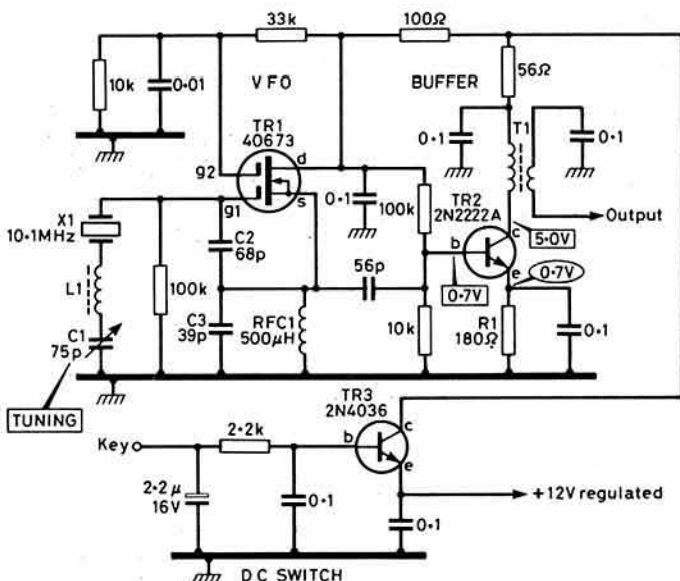 33k
100Ω
10k
0·01
VFO
BUFFER
56Ω
TR1
40673
0·1
T1
0·1
g2
d
s
g1
0·1
100k
TR2
2N2222A
Output
X1
10·1MHz
C2
68p
c
5·0V
b
e
0·7V
0·7V
L1
100k
56p
C1
75p
C3
39p
RFC1
500μH
10k
R1
180Ω
0·1
TUNING
TR3
2N4036
Key
2·2k
b
c
e
2·2μ
16V
0·1
+12V regulated
0·1
DC SWITCH